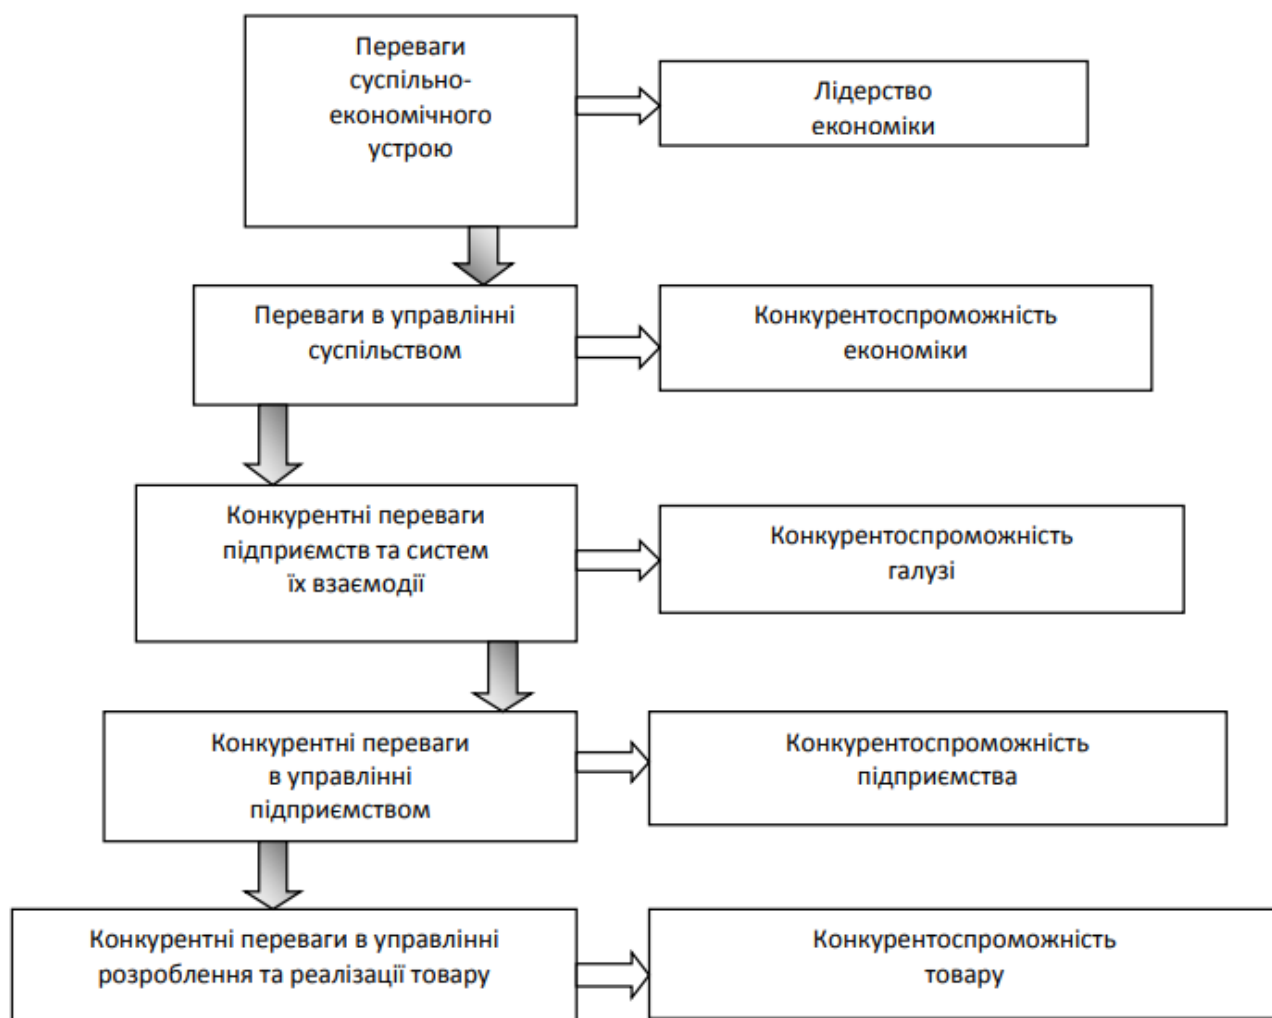 Переваги
суспільно-
економічного
устрою
Лідерство
економіки
Переваги в управлінні
суспільством
Конкурентоспроможність
економіки
Конкурентні переваги
підприємств та систем
їх взаємодії
Конкурентоспроможність
галузі
Конкурентні переваги
в управлінні
підприємством
Конкурентоспроможність
підприємства
Конкурентні переваги в управлінні
розроблення та реалізації товару
Конкурентоспроможність
товару